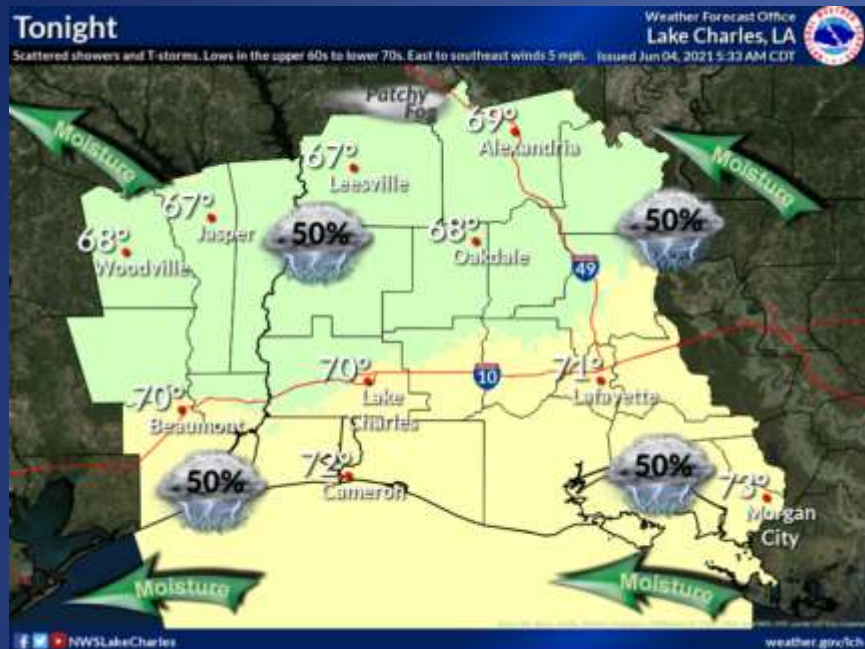 Tonight
Weather Forecast Office
Lake Charles, LA
Scattered showers and T-storms. Lows in the upper 60s to lower 70s. East to southeast winds 5 mph.
Issued Jun 04, 2021 5:33 AM CDT
Patchy
Fog
Moisture
69°
Alexandria
Moisture
67°
Leesville
67°
Jasper
50%
68°
Oakdale
50%
68°
Woodville
49
70°
Lake
Charles
10
71°
Lafayette
70°
Beaumont
50%
72°
Cameron
50%
73°
Morgan
City
Moisture
Moisture
NWSLakeCharles
weather.gov/lch